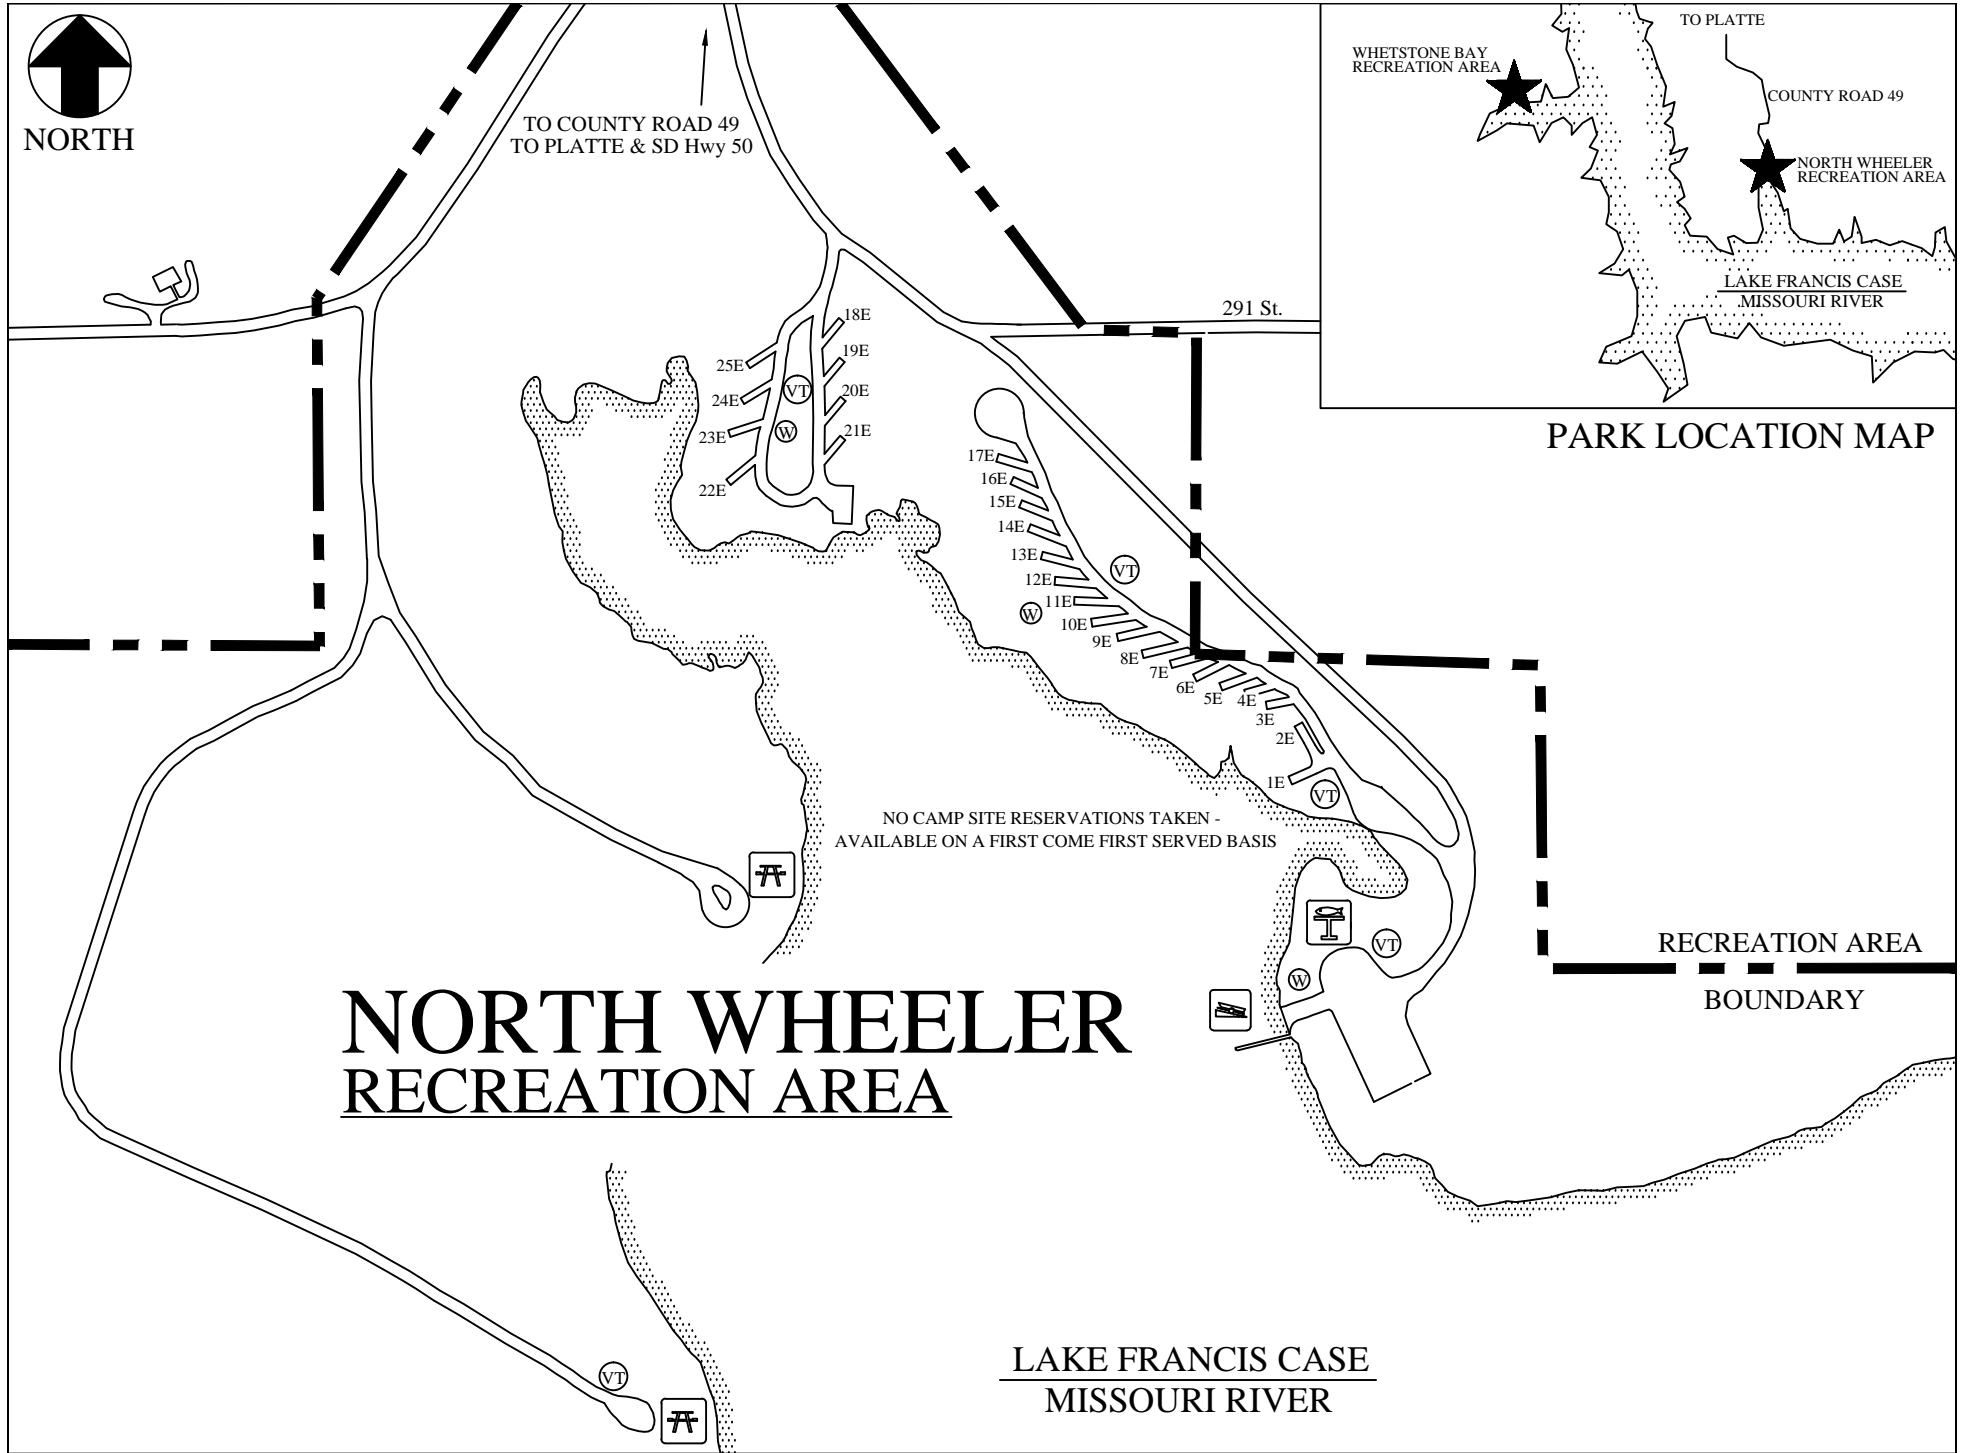 NORTH
TO COUNTY ROAD 49
TO PLATTE & SD Hwy 50
291 St.
TO PLATTE
WHETSTONE BAY
RECREATION AREA
COUNTY ROAD 49
NORTH WHEELER
RECREATION AREA
LAKE FRANCIS CASE
MISSOURI RIVER
PARK LOCATION MAP
18E
19E
20E
21E
25E
24E
23E
22E
VT
W
17E
16E
15E
14E
13E
12E
11E
10E
9E
8E
7E
6E
5E
4E
3E
2E
1E
VT
W
VT
NO CAMP SITE RESERVATIONS TAKEN -
AVAILABLE ON A FIRST COME FIRST SERVED BASIS
VT
W
RECREATION AREA
BOUNDARY
NORTH WHEELER
RECREATION AREA
VT
LAKE FRANCIS CASE
MISSOURI RIVER